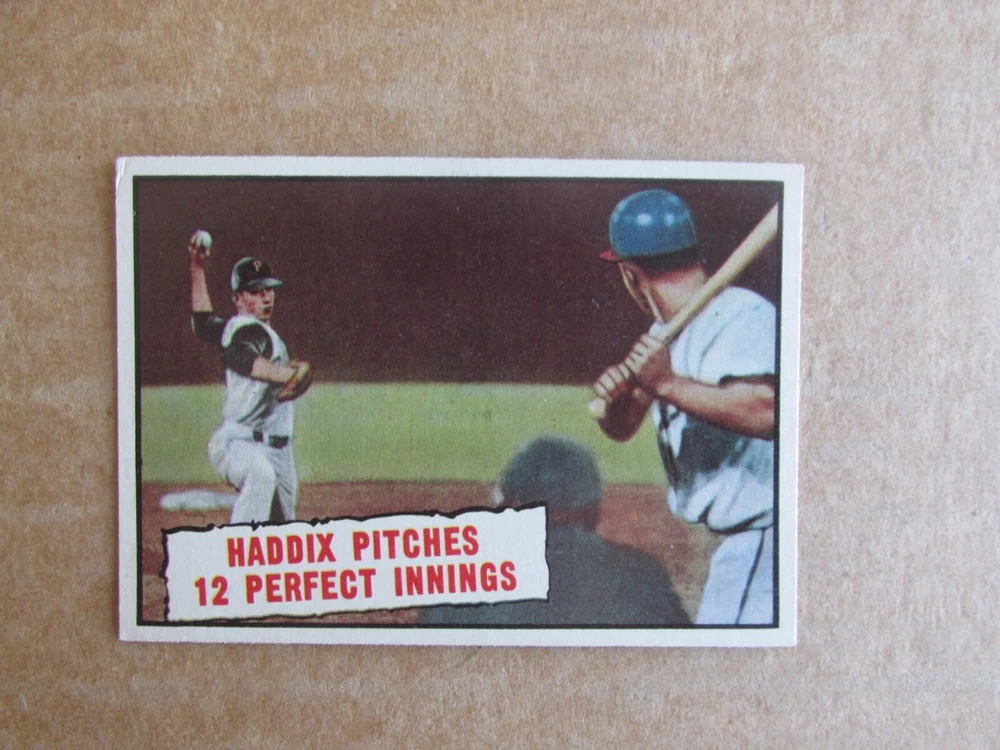 P
HADDIX PITCHES
12 PERFECT INNINGS